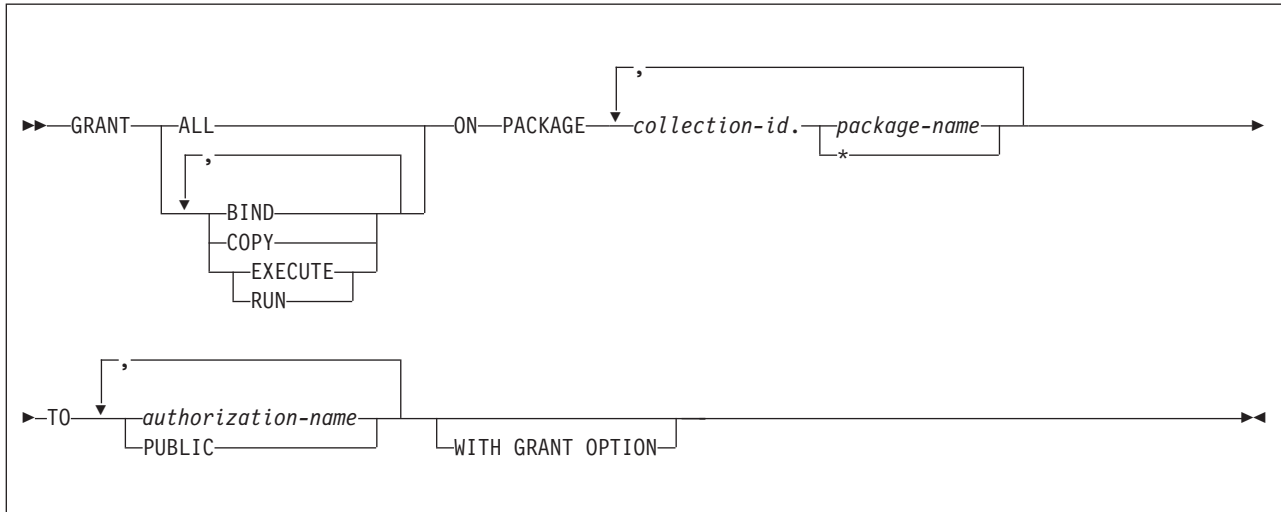 ,
GRANT ALL ON PACKAGE collection-id. package-name
, *
BIND
COPY
EXECUTE
RUN
,
TO authorization-name
PUBLIC WITH GRANT OPTION